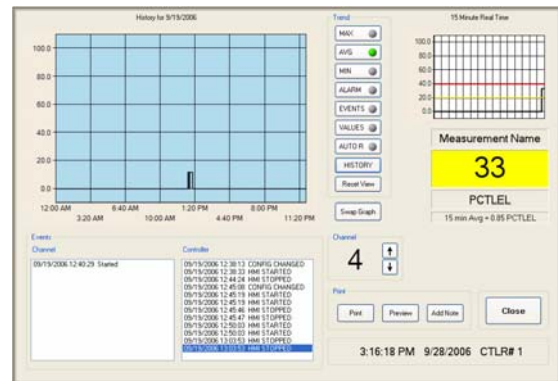 History for 9/19/2006
100.0
80.0
60.0
40.0
20.0
0.0
12:00 AM
3:20 AM
6:40 AM
10:00 AM
1:20 PM
4:40 PM
8:00 PM
11:20 PM
Trend
MAX
AVG
MIN
ALARM
EVENTS
VALUES
AUTO R
HISTORY
Reset View
Swap Graph
15 Minute Real Time
100.0
80.0
60.0
40.0
20.0
0.0
Measurement Name
33
PCTLEL
15 min Avg = 0.85 PCTLEL
Events
Channel
09/19/2006 12:40:29 Started
Controller
09/19/2006 12:38:13 CONFIG CHANGED
09/19/2006 12:38:33 HMI STARTED
09/19/2006 12:44:24 HMI STOPPED
09/19/2006 12:45:08 CONFIG CHANGED
09/19/2006 12:45:19 HMI STARTED
09/19/2006 12:45:19 HMI STARTED
09/19/2006 12:45:46 HMI STOPPED
09/19/2006 12:45:47 HMI STOPPED
09/19/2006 12:50:03 HMI STARTED
09/19/2006 12:50:03 HMI STARTED
09/19/2006 13:03:53 HMI STOPPED
09/19/2006 13:03:53 HMI STOPPED
Channel
4
Print
Print
Preview
Add Note
Close
3:16:18 PM 9/28/2006 CTLR# 1